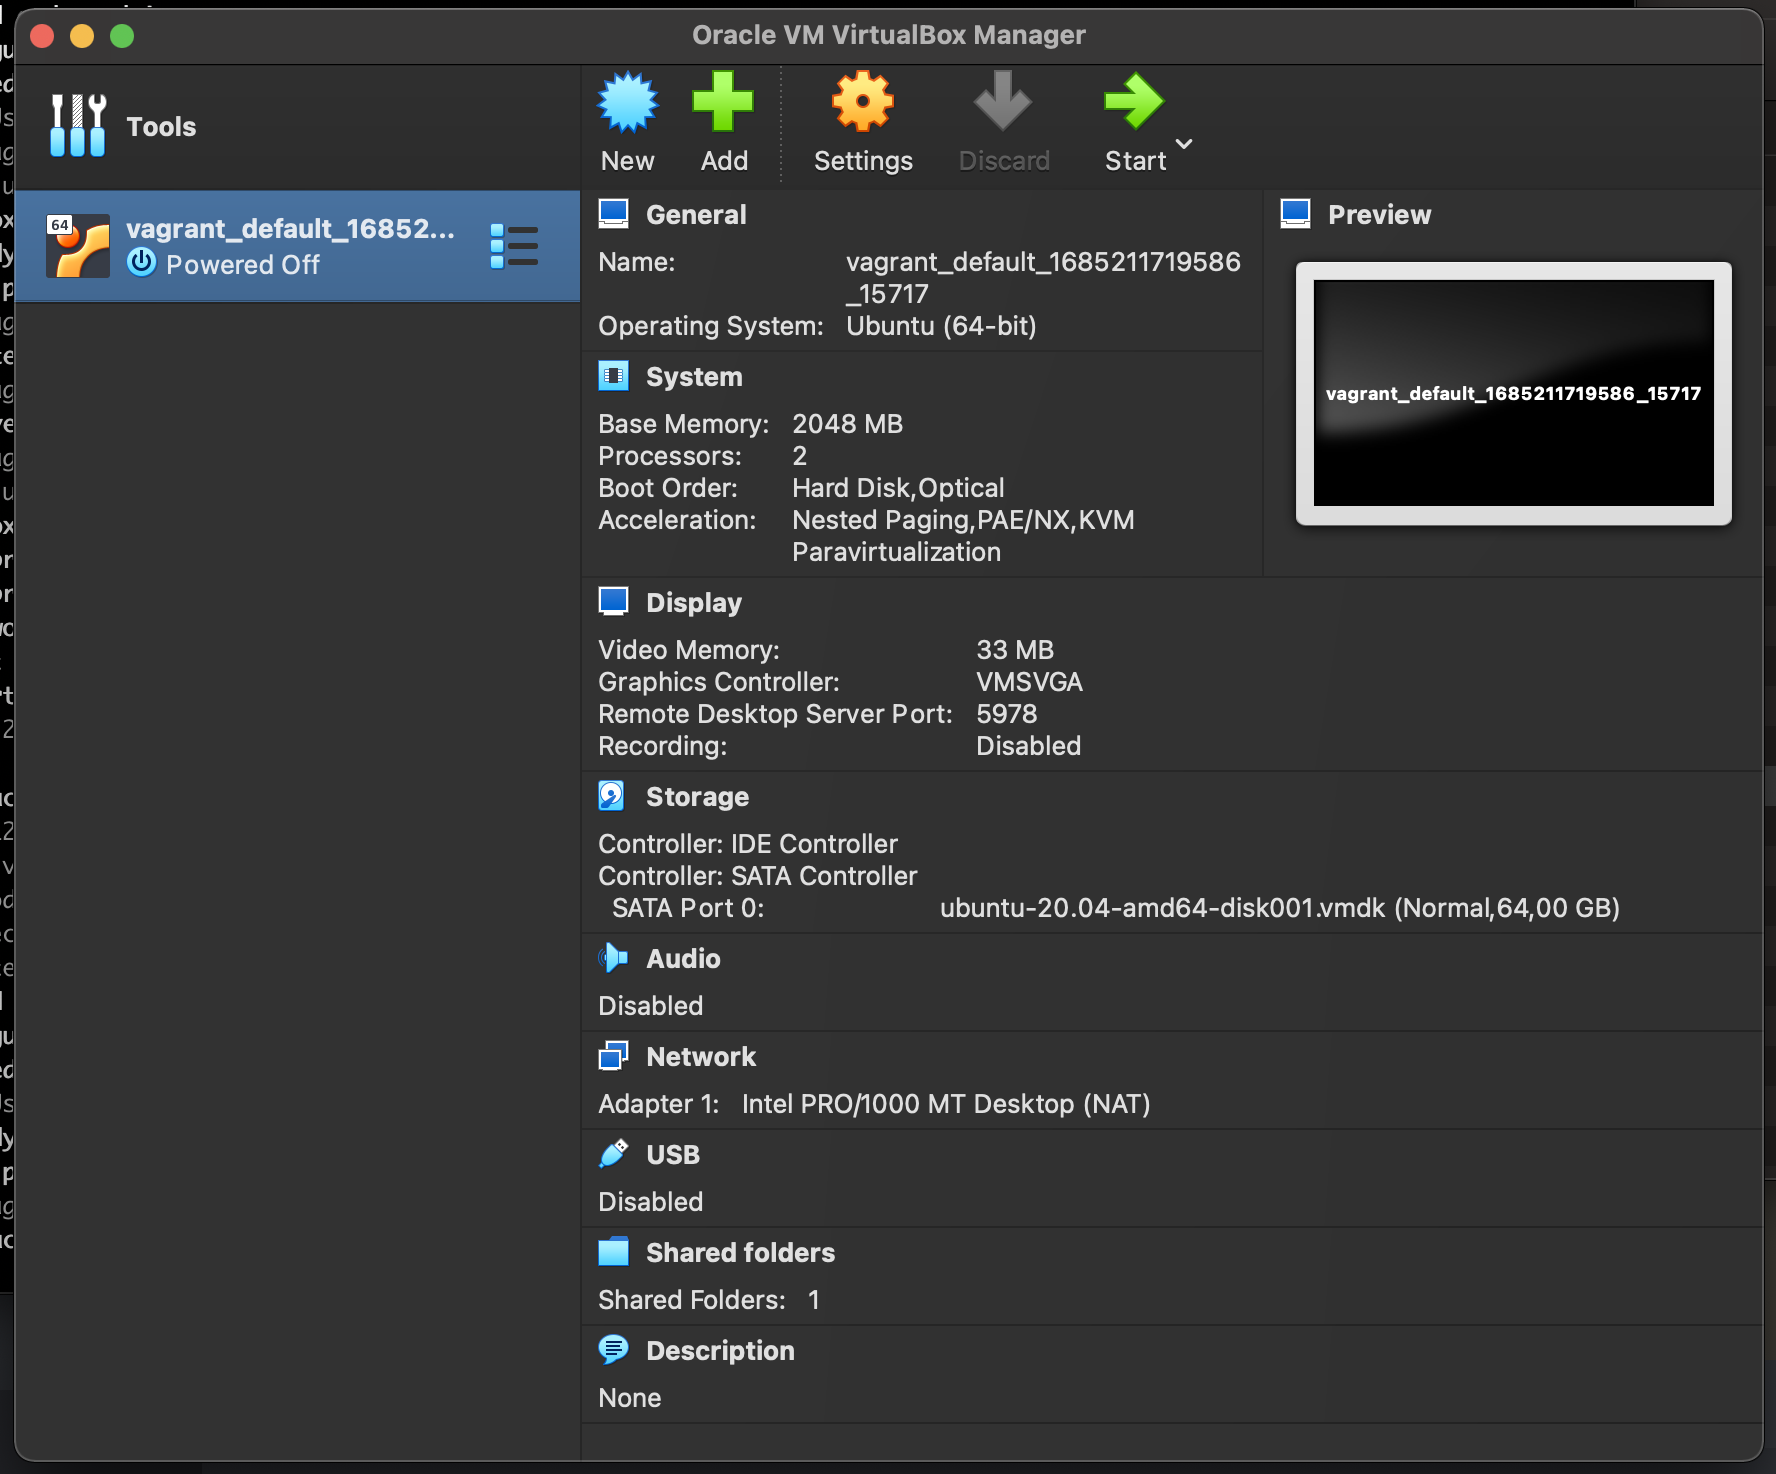 Oracle VM VirtualBox Manager
Tools
New
Add
Settings
Discard
Start
64
vagrant_default_16852...
Powered Off
General
Name:
vagrant_default_1685211719586
_15717
Operating System: Ubuntu (64-bit)
Preview
vagrant_default_1685211719586_15717
System
Base Memory: 2048 MB
Processors: 2
Boot Order: Hard Disk,Optical
Acceleration: Nested Paging,PAE/NX,KVM
Paravirtualization
Display
Video Memory: 33 MB
Graphics Controller: VMSVGA
Remote Desktop Server Port: 5978
Recording: Disabled
Storage
Controller: IDE Controller
Controller: SATA Controller
SATA Port 0: ubuntu-20.04-amd64-disk001.vmdk (Normal,64,00 GB)
Audio
Disabled
Network
Adapter 1: Intel PRO/1000 MT Desktop (NAT)
USB
Disabled
Shared folders
Shared Folders: 1
Description
None